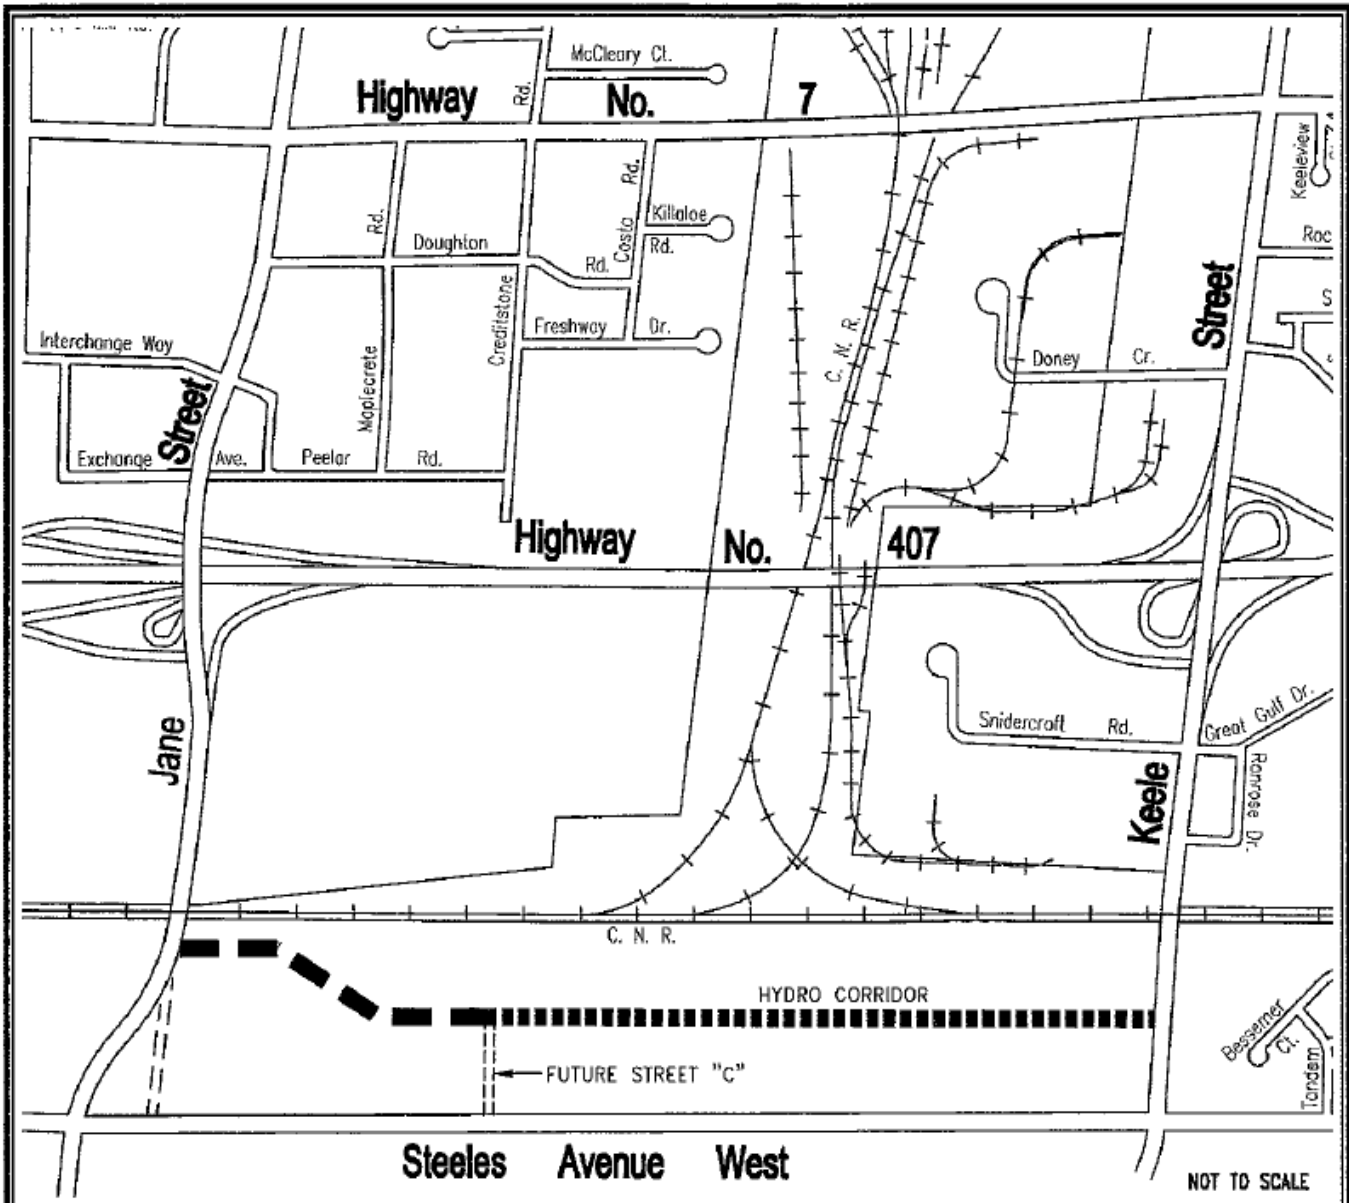 McCleary Ct.
Highway No. 7
Rd.
Keeleview
Rd.
Rd.
Killaloe
Rd.
Costa
Doughton
Rd.
Roc
Creditstone
Freshway Dr.
C. N. R.
Street
S
Interchange Way
Maplecrete
Doney Cr.
Street
Exchange Ave.
Peelar Rd.
Highway No. 407
Jane
Snidercroft Rd.
Great Gulf Dr.
Ronrose Dr.
Keele
C. N. R.
HYDRO CORRIDOR
Bessemer
Ct.
Tandem
FUTURE STREET "C"
Steeles Avenue West
NOT TO SCALE